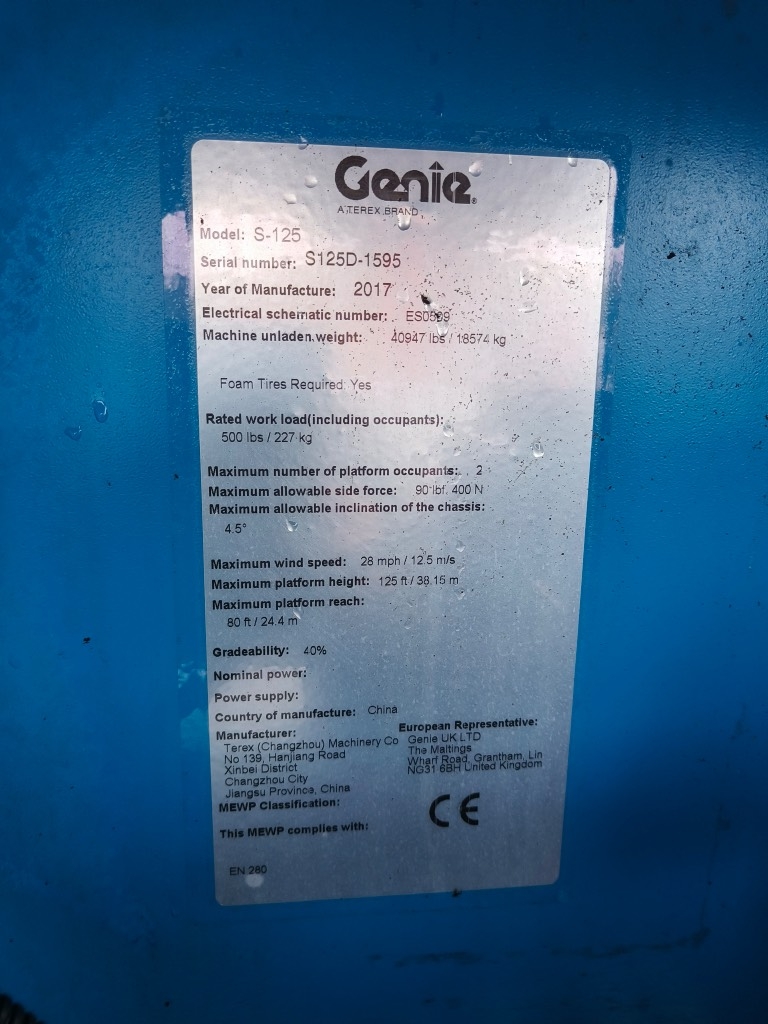 Genie
A TEREX BRAND
Model: S-125
Serial number: S125D-1595
Year of Manufacture: 2017
Electrical schematic number:
Machine unladen weight: 40947 lbs / 18574 kg
Foam Tires Required: Yes
Rated work load(including occupants):
500 lbs / 227 kg
Maximum number of platform occupants: 2
Maximum allowable side force: 90 lbf, 400 N
Maximum allowable inclination of the chassis:
4.5°
Maximum wind speed: 28 mph / 12.5 m/s
Maximum platform height: 125 ft / 38.15 m
Maximum platform reach:
80 ft / 24.4 m
Gradeability: 40%
Nominal power:
Power supply:
Country of manufacture: China
Manufacturer:
Terex (Changzhou) Machinery Co
No 139, Hanjiang Road
Xinbei District
Changzhou City
Jiangsu Province, China
European Representative:
Genie UK LTD
The Maltings
Wharf Road, Grantham, Lin
NG31 6BH United Kingdom
MEWP Classification:
CE
This MEWP complies with:
EN 280